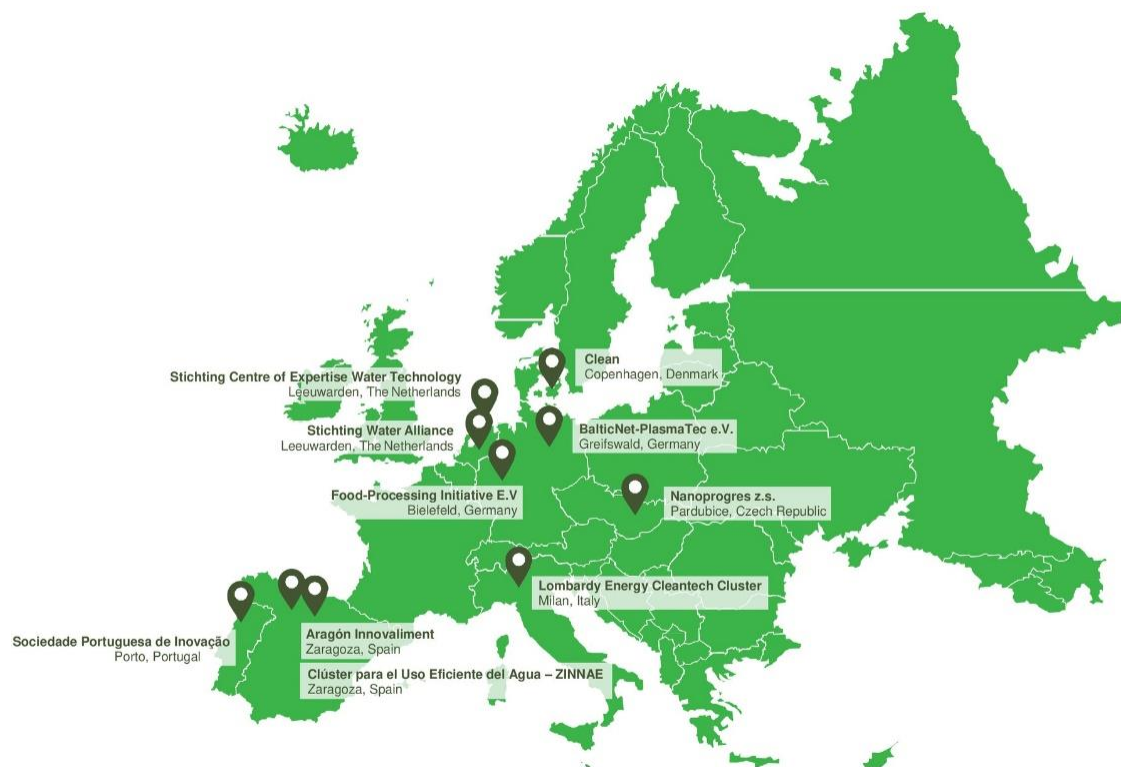 Clean
Copenhagen, Denmark
Stichting Centre of Expertise Water Technology
Leeuwarden, The Netherlands
Stichting Water Alliance
Leeuwarden, The Netherlands
BalticNet-PlasmaTec e.V.
Greifswald, Germany
Food-Processing Initiative E.V
Bielefeld, Germany
Nanoprogres z.s.
Pardubice, Czech Republic
Lombardy Energy Cleantech Cluster
Milan, Italy
Sociedade Portuguesa de Inovação
Porto, Portugal
Aragón Innovaliment
Zaragoza, Spain
Clúster para el Uso Eficiente del Agua – ZINNAE
Zaragoza, Spain